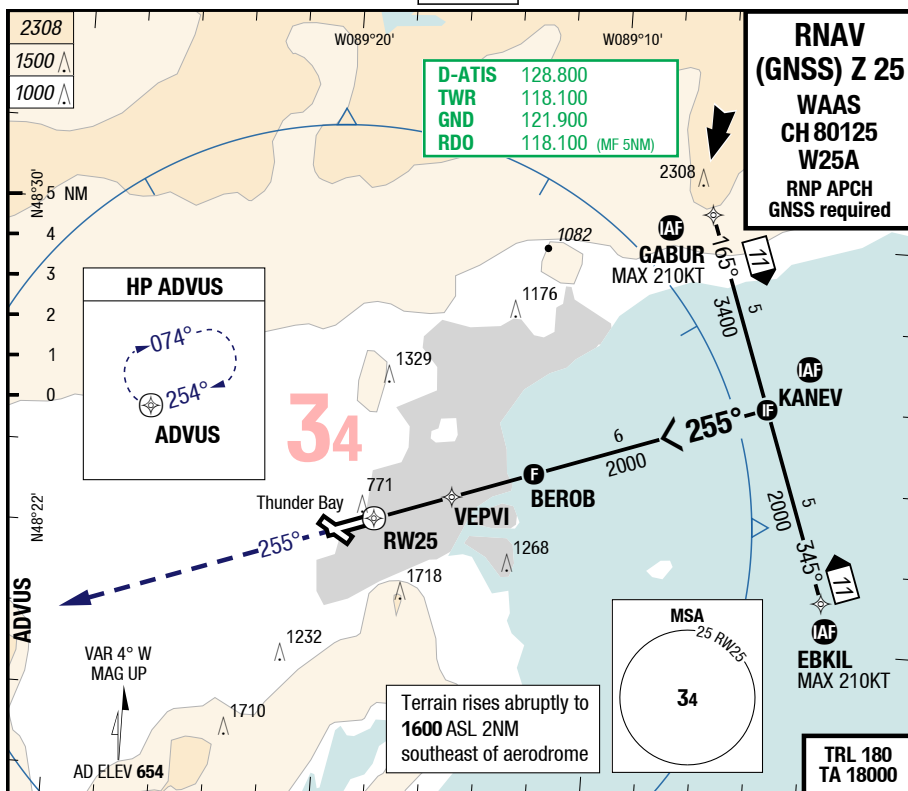 2308
1500
1000
W089°20'
W089°10'
D-ATIS 128.800
TWR 118.100
GND 121.900
RDO 118.100 (MF 5NM)
RNAV
(GNSS) Z 25
WAAS
CH 80125
W25A
RNP APCH
GNSS required
N48°30'
5 NM
4
3
2
1
0
2308
IAF
GABUR
MAX 210KT
165°
11
3400
5
1082
1176
1329
HP ADVUS
074°
254°
ADVUS
34
IAF
KANEV
IF
255°
6
2000
F
BEROB
VEPVI
771
Thunder Bay
RW25
N48°22'
255°
ADVUS
1268
1718
1232
1710
2000
5
345°
11
IAF
EBKIL
MAX 210KT
MSA
25 RW25
34
VAR 4° W
MAG UP
AD ELEV 654
Terrain rises abruptly to
1600 ASL 2NM
southeast of aerodrome
TRL 180
TA 18000